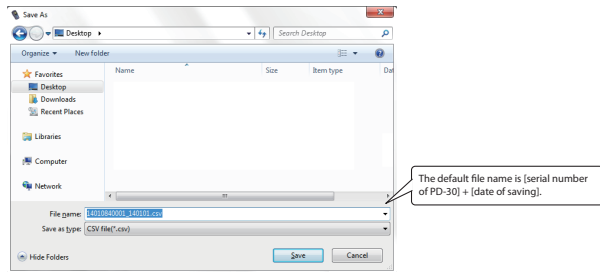 Save As
Desktop
Search Desktop
Organize
New folder
Favorites
Desktop
Downloads
Recent Places
Libraries
Computer
Network
Name
Size
Item type
Dat
The default file name is [serial number
of PD-30] + [date of saving].
File name: 14010840001_140101.csv
Save as type: CSV file(*.csv)
Hide Folders
Save
Cancel